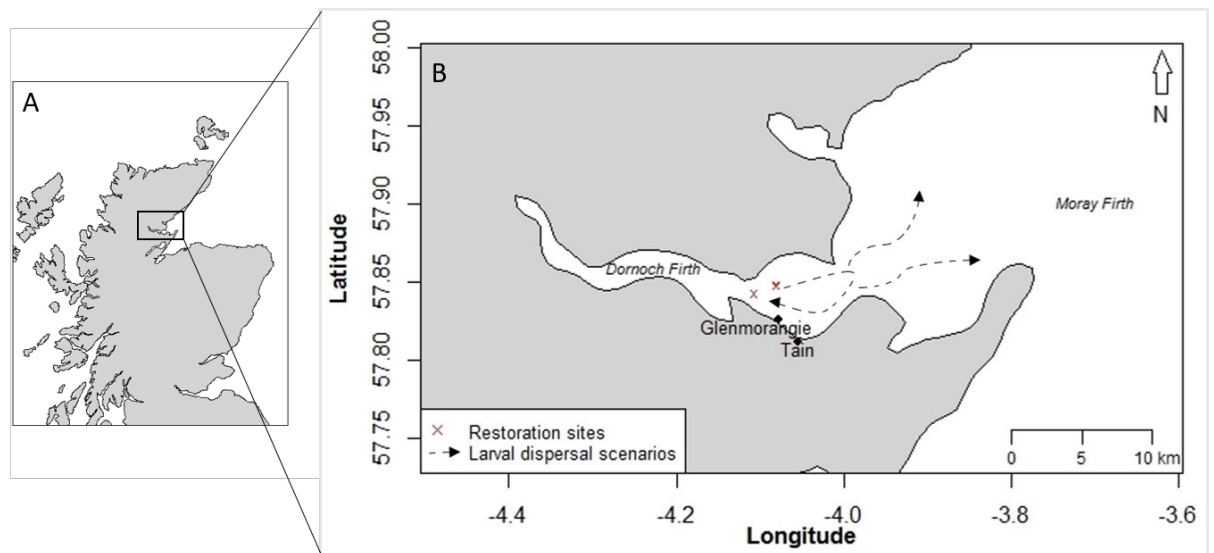 A
B
N
58.00
57.95
57.90
57.85
57.80
57.75
Latitude
Moray Firth
Dornoch Firth
Glenmorangie
Tain
Restoration sites
Larval dispersal scenarios
0 5 10 km
-4.4 -4.2 -4.0 -3.8 -3.6
Longitude